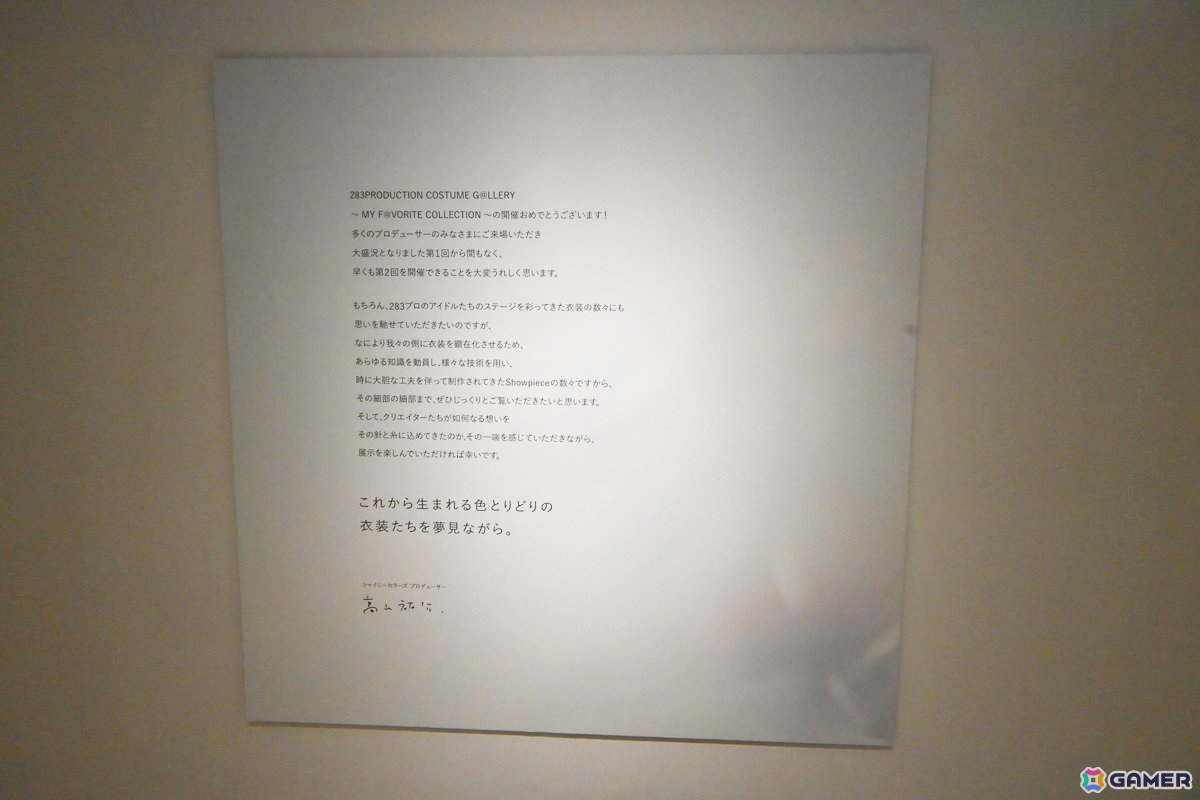 283PRODUCTION COSTUME G@LLERY
～ MY F@VORITE COLLECTION ～の開催おめでとうございます！
多くのプロデューサーのみなさまにご来場いただき
大盛況となりました第1回から間もなく、
早くも第2回を開催できることを大変うれしく思います。
もちろん、283プロのアイドルたちのステージを彩ってきた衣装の数々にも
思いを馳せていただきたいのですが、
なにより我々の側に衣装を顕在化させるため、
あらゆる知識を動員し、様々な技術を用い、
時に大胆な工夫を伴って制作されてきたShowpieceの数々ですから、
その細部の細部まで、ぜひじっくりとご覧いただきたいと思います。
そして、クリエイターたちが如何なる想いを
その針と糸に込めてきたのか、その一端を感じていただきながら、
展示を楽しんでいただければ幸いです。
これから生まれる色とりどりの
衣装たちを夢見ながら。
シャイニーカラーズ プロデューサー
GAMER